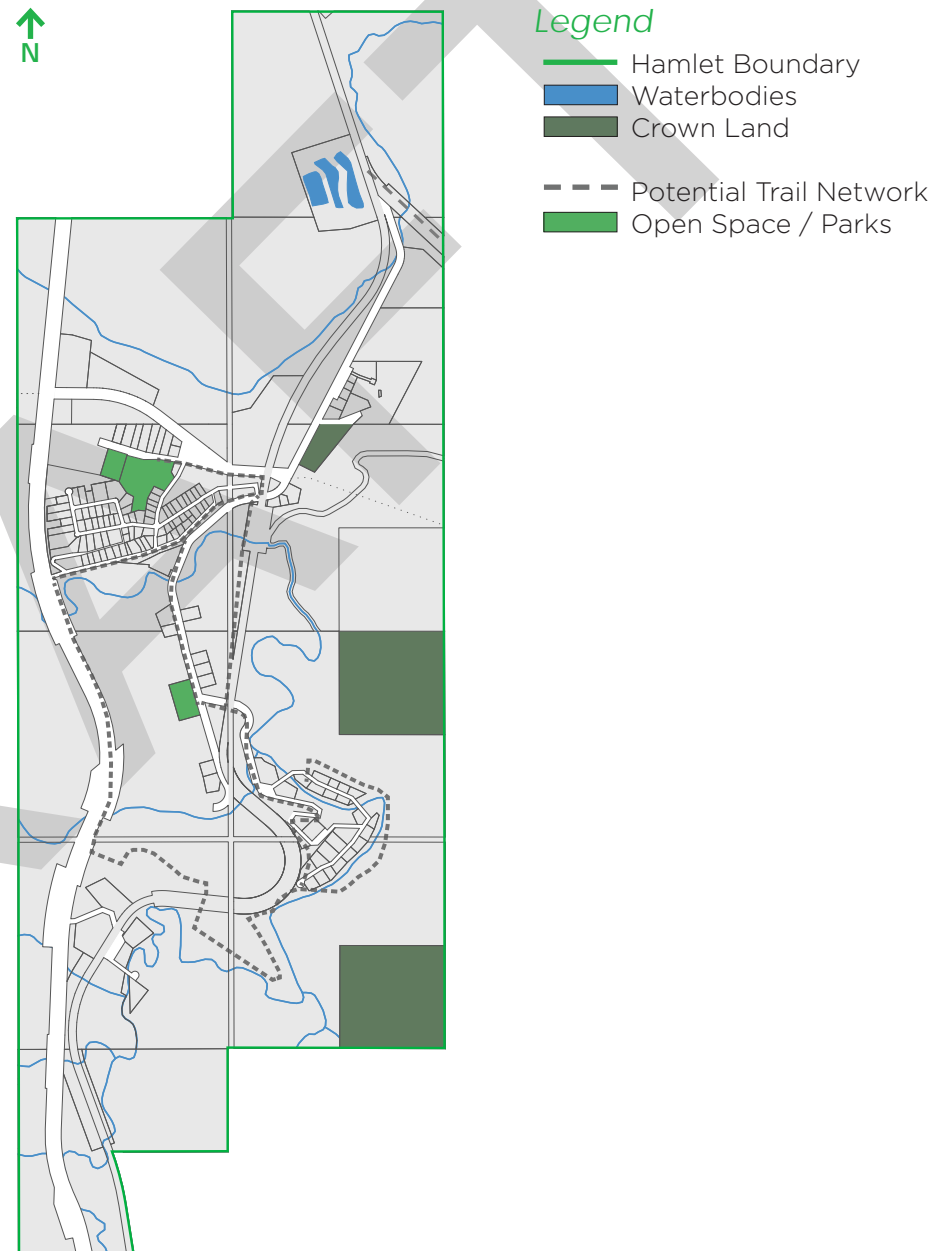 N
Legend
Hamlet Boundary
Waterbodies
Crown Land
Potential Trail Network
Open Space / Parks